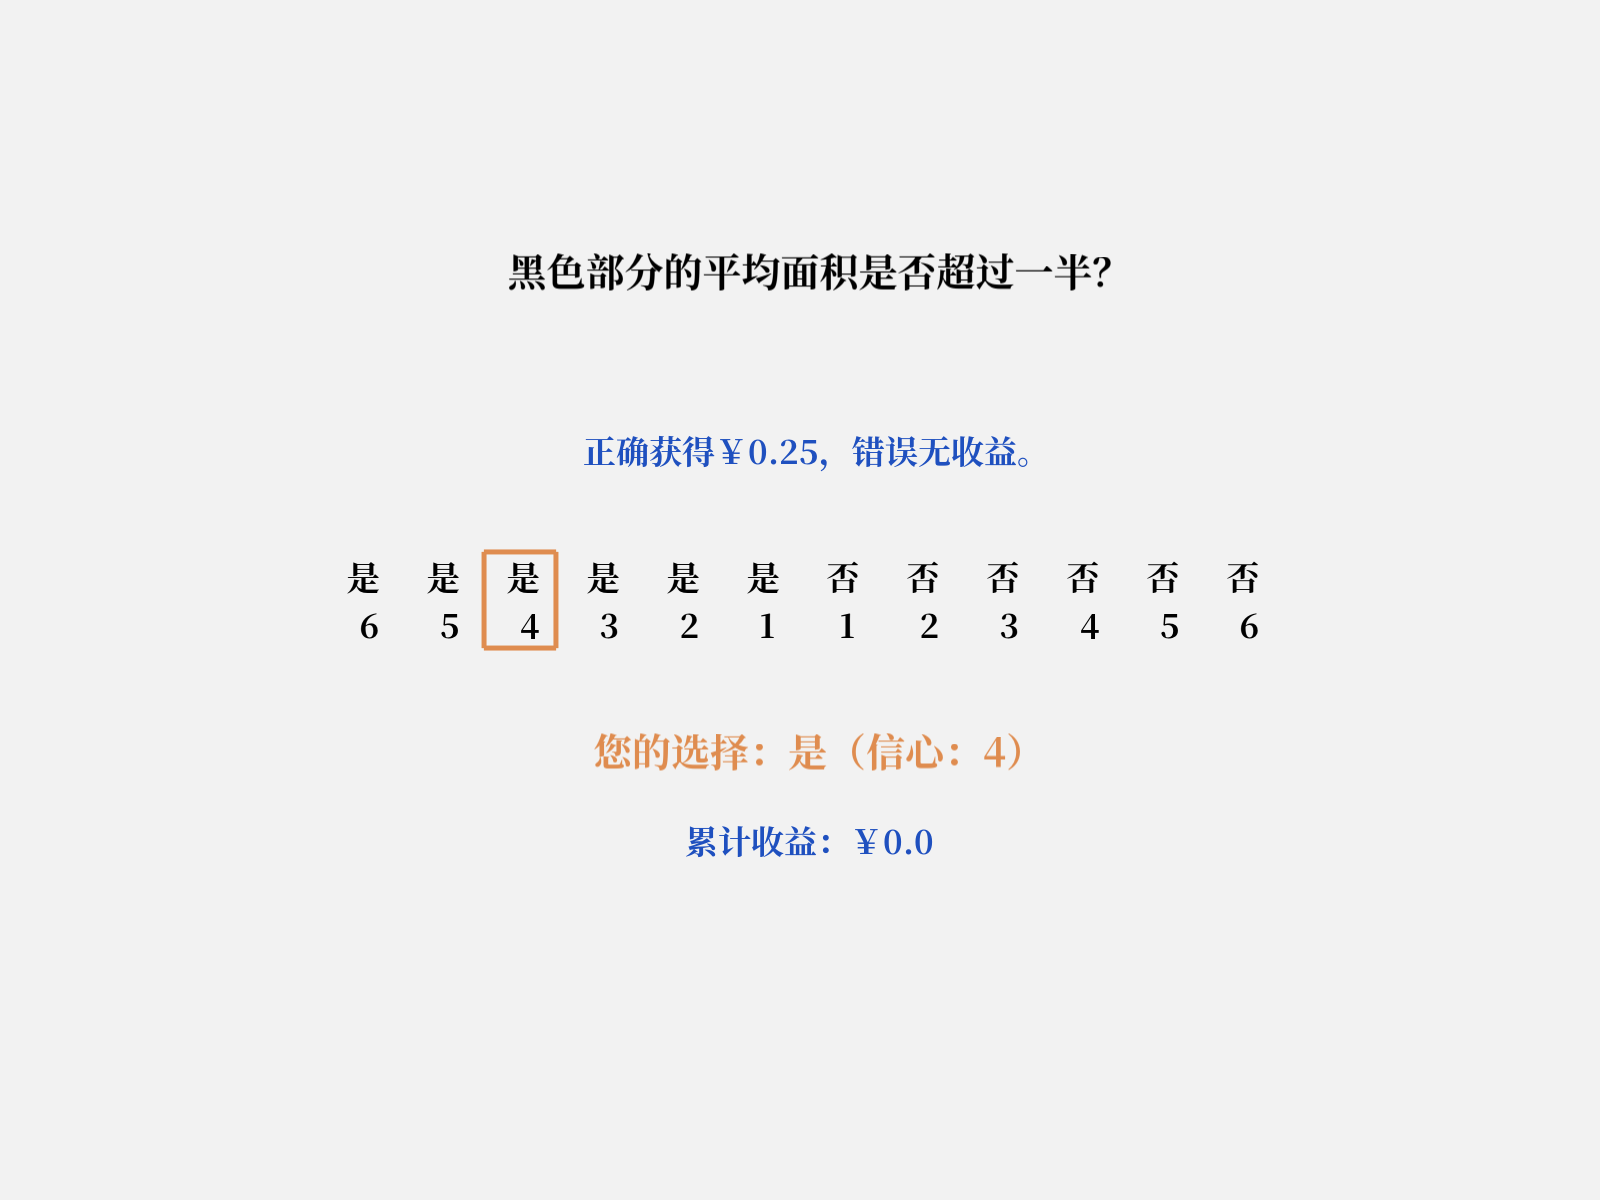 黑色部分的平均面积是否超过一半？
正确获得￥0.25，错误无收益。
是 是 是 是 是 是 否 否 否 否 否 否
6 5 4 3 2 1 1 2 3 4 5 6
您的选择：是（信心：4）
累计收益：￥0.0